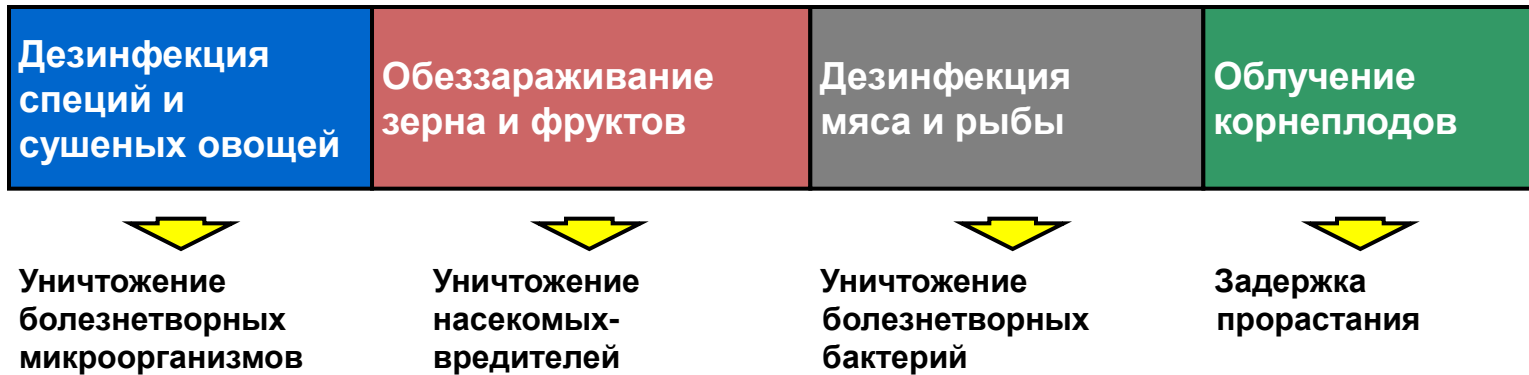 Дезинфекция
специй и
сушеных овощей
Обеззараживание
зерна и фруктов
Дезинфекция
мяса и рыбы
Облучение
корнеплодов
Уничтожение
болезнетворных
микроорганизмов
Уничтожение
насекомых-
вредителей
Уничтожение
болезнетворных
бактерий
Задержка
прорастания